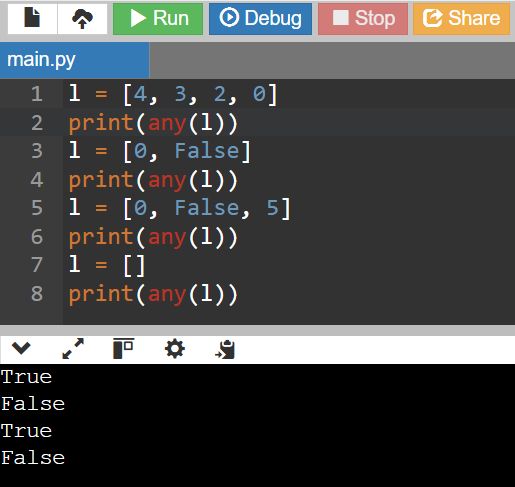 Run Debug Stop Share
main.py
1 l = [4, 3, 2, 0]
2 print(any(l))
3 l = [0, False]
4 print(any(l))
5 l = [0, False, 5]
6 print(any(l))
7 l = []
8 print(any(l))
True
False
True
False